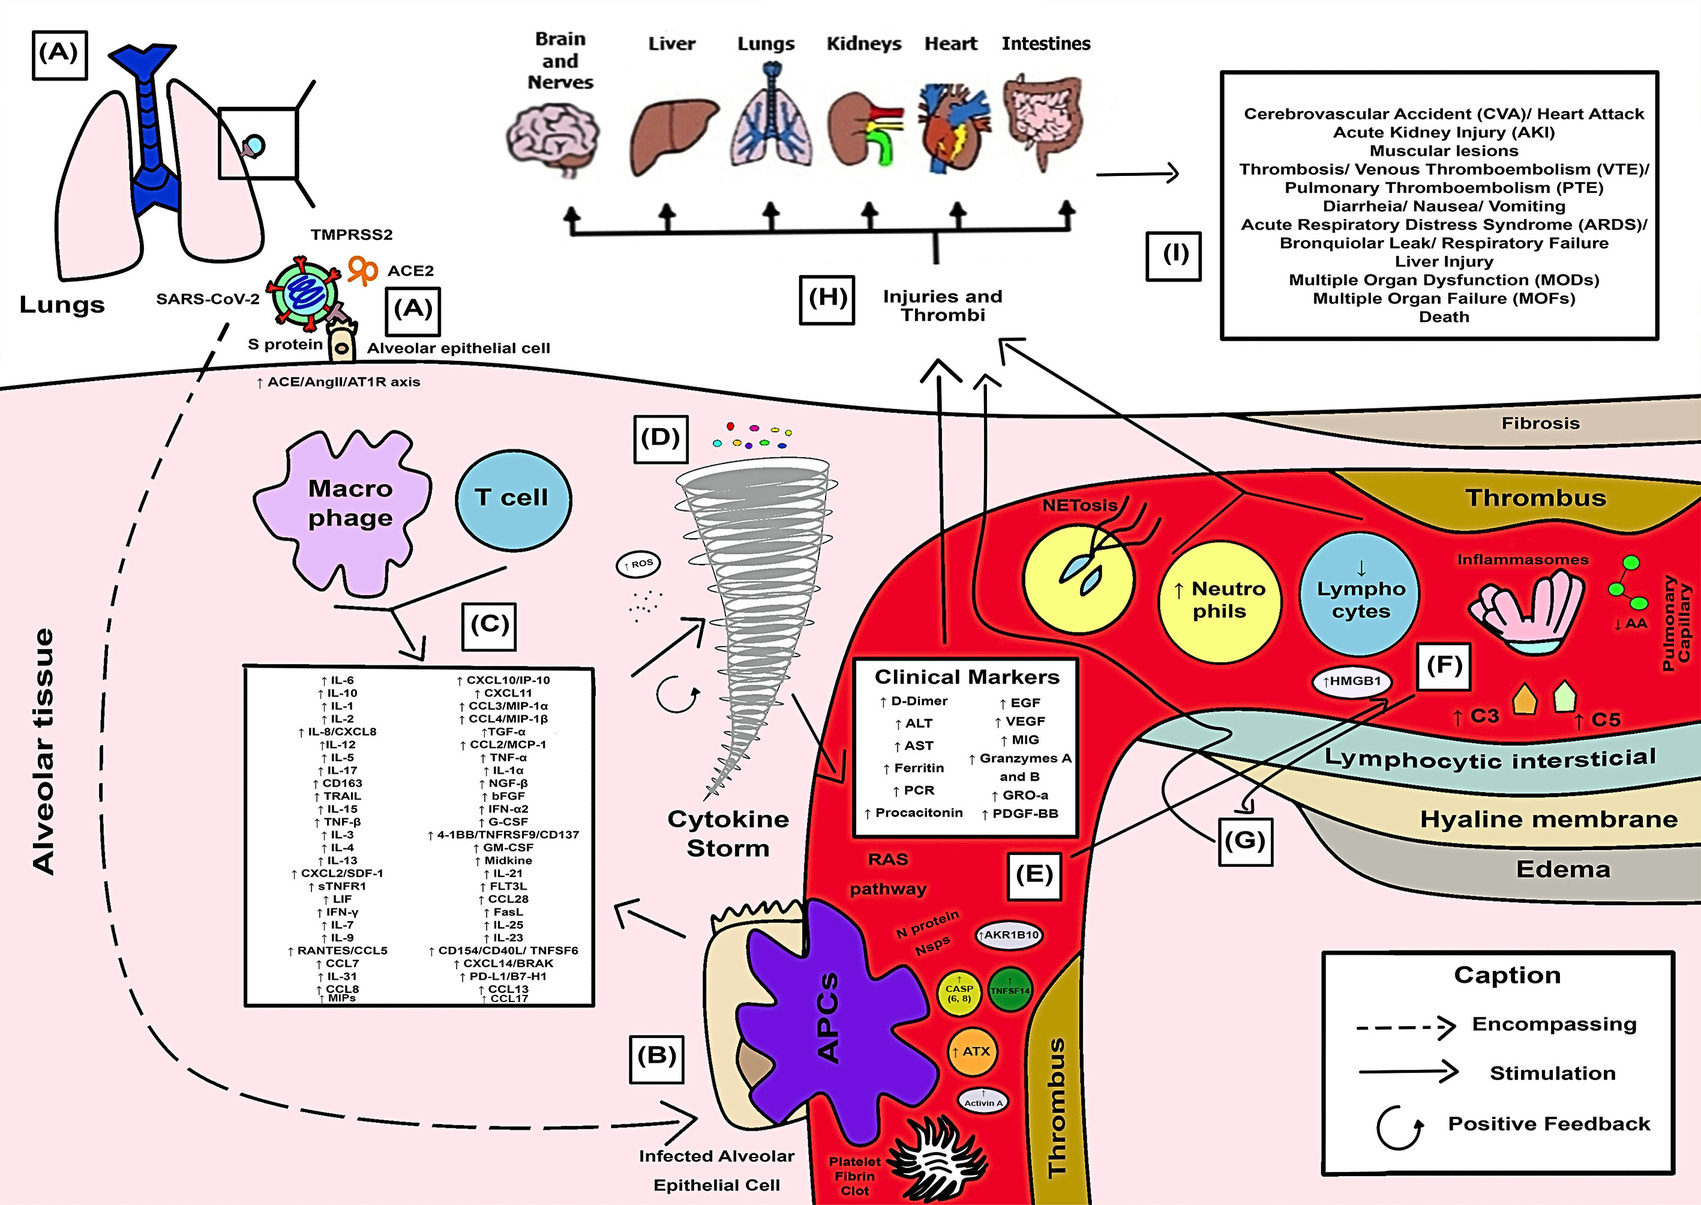 (A)
Brain
and
Nerves
Liver
Lungs
Kidneys
Heart
Intestines
Cerebrovascular Accident (CVA)/ Heart Attack
Acute Kidney Injury (AKI)
Muscular lesions
Thrombosis/ Venous Thromboembolism (VTE)/
Pulmonary Thromboembolism (PTE)
Diarrheia/ Nausea/ Vomiting
Acute Respiratory Distress Syndrome (ARDS)/
Bronquiolar Leak/ Respiratory Failure
Liver Injury
Multiple Organ Dysfunction (MODs)
Multiple Organ Failure (MOFs)
Death
(I)
(H)
Injuries and
Thrombi
Lungs
TMPRSS2
ACE2
SARS-CoV-2
(A)
S protein
Alveolar epithelial cell
↑ ACE/AngII/AT1R axis
Macro
phage
T cell
(C)
(D)
↑ ROS
Cytokine
Storm
Alveolar tissue
↑ IL-6
↑ IL-10
↑ IL-1
↑ IL-2
↑ IL-8/CXCL8
↑IL-12
↑ IL-5
↑ IL-17
↑ CD163
↑ TRAIL
↑ IL-15
↑ TNF-β
↑ IL-3
↑ IL-4
↑ IL-13
↑ CXCL2/SDF-1
↑ sTNFR1
↑ LIF
↑ IFN-γ
↑ IL-7
↑ IL-9
↑ RANTES/CCL5
↑ CCL7
↑ IL-31
↑ CCL8
↑ MIPs
↑ CXCL10/IP-10
↑ CXCL11
↑ CCL3/MIP-1α
↑ CCL4/MIP-1β
↑TGF-α
↑ CCL2/MCP-1
↑ TNF-α
↑ IL-1α
↑ NGF-β
↑ bFGF
↑ IFN-α2
↑ G-CSF
↑ 4-1BB/TNFRSF9/CD137
↑ GM-CSF
↑ Midkine
↑ IL-21
↑ FLT3L
↑ CCL28
↑ FasL
↑ IL-25
↑ IL-23
↑ CD154/CD40L/ TNFSF6
↑ CXCL14/BRAK
↑ PD-L1/B7-H1
↑ CCL13
↑ CCL17
(B)
Infected Alveolar
Epithelial Cell
APCs
Clinical Markers
↑ D-Dimer
↑ ALT
↑ AST
↑ Ferritin
↑ PCR
↑ Procacitonin
↑ EGF
↑ VEGF
↑ MIG
↑ Granzymes A
and B
↑ GRO-a
↑ PDGF-BB
RAS
pathway
(E)
N protein
Nsps
↑AKR1B10
↑
CASP
(6, 8)
↑
TNFSF14
↑ ATX
↑
Activin A
Platelet
Fibrin
Clot
Thrombus
NETosis
↑ Neutro
phils
↓
Lympho
cytes
↑HMGB1
(F)
Fibrosis
Thrombus
Inflammasomes
↓ AA
Pulmonary
Capillary
↑ C3
↑ C5
Lymphocytic intersticial
Hyaline membrane
Edema
(G)
Caption
Encompassing
Stimulation
Positive Feedback